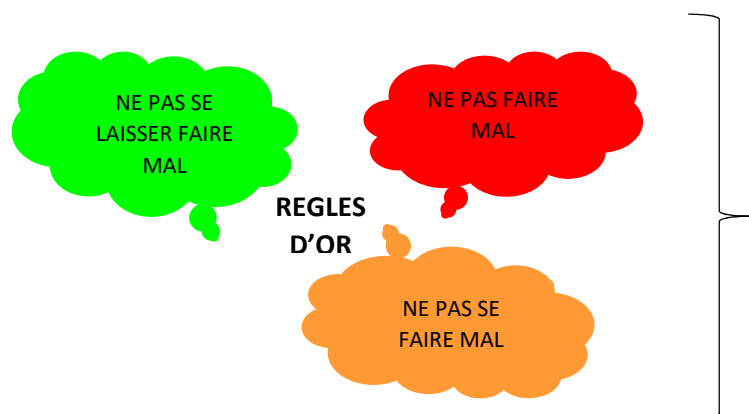 NE PAS SE
LAISSER FAIRE
MAL
NE PAS FAIRE
MAL
REGLES
D'OR
NE PAS SE
FAIRE MAL